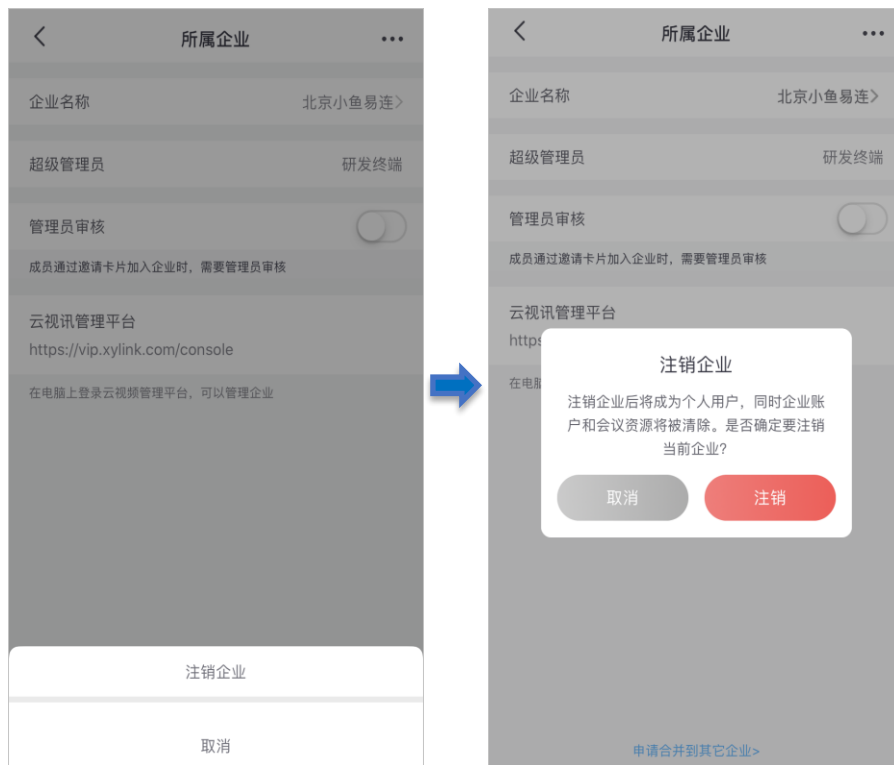 所属企业
企业名称 北京小鱼易连>
超级管理员 研发终端
管理员审核
成员通过邀请卡片加入企业时，需要管理员审核
云视讯管理平台
https://vip.xylink.com/console
在电脑上登录云视频管理平台，可以管理企业
注销企业
取消
所属企业
企业名称 北京小鱼易连>
超级管理员 研发终端
管理员审核
成员通过邀请卡片加入企业时，需要管理员审核
云视讯管理平台
https
在电脑
注销企业
注销企业后将成为个人用户，同时企业账
户和会议资源将被清除。是否确定要注销
当前企业?
取消 注销
申请合并到其它企业>